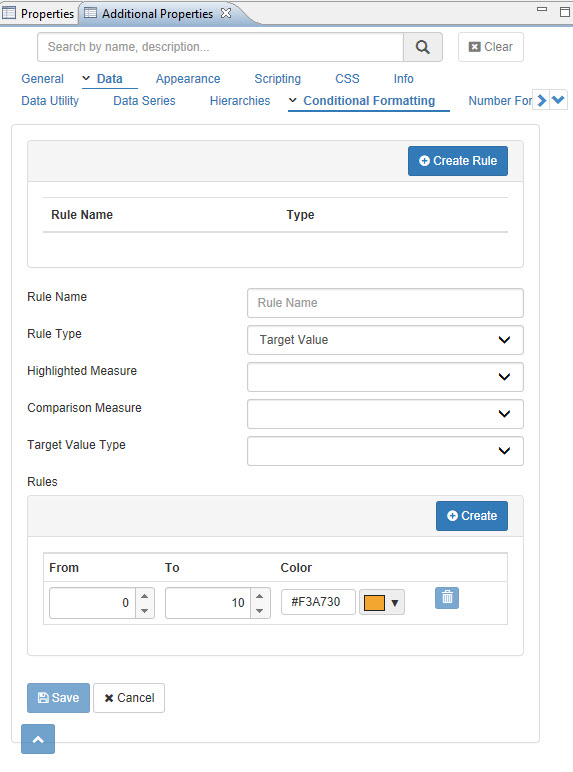 Properties Additional Properties
Search by name, description... Clear
General Data Appearance Scripting CSS Info
Data Utility Data Series Hierarchies Conditional Formatting Number For
Create Rule
Rule Name Type
Rule Name Rule Name
Rule Type Target Value
Highlighted Measure
Comparison Measure
Target Value Type
Rules
Create
From To Color
0 10 #F3A730
Save Cancel